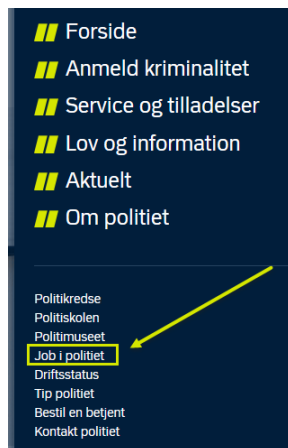 Forside
Anmeld kriminalitet
Service og tilladelser
Lov og information
Aktuelt
Om politiet
Politikredse
Politiskolen
Politimuseet
Job i politiet
Driftsstatus
Tip politiet
Bestil en betjent
Kontakt politiet